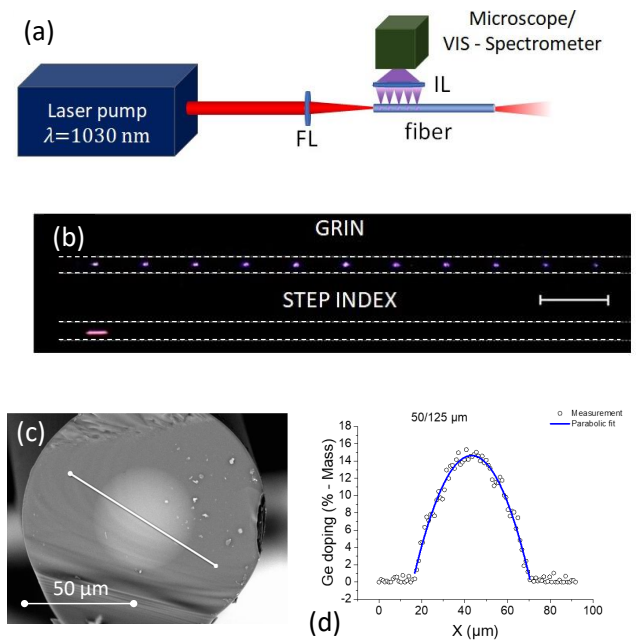 (a)
Microscope/
VIS - Spectrometer
Laser pump
λ=1030 nm
IL
FL
fiber
(b)
GRIN
STEP INDEX
(c)
50 µm
(d)
50/125 µm
Measurement
Parabolic fit
Ge doping (% - Mass)
18
16
14
12
10
8
6
4
2
0
0 20 40 60 80 100
X (µm)